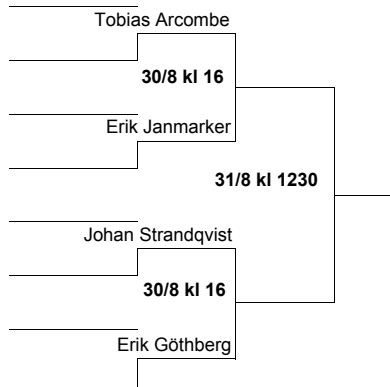 Tobias Arcombe
30/8 kl 16
Erik Janmarker
31/8 kl 1230
Johan Strandqvist
30/8 kl 16
Erik Göthberg